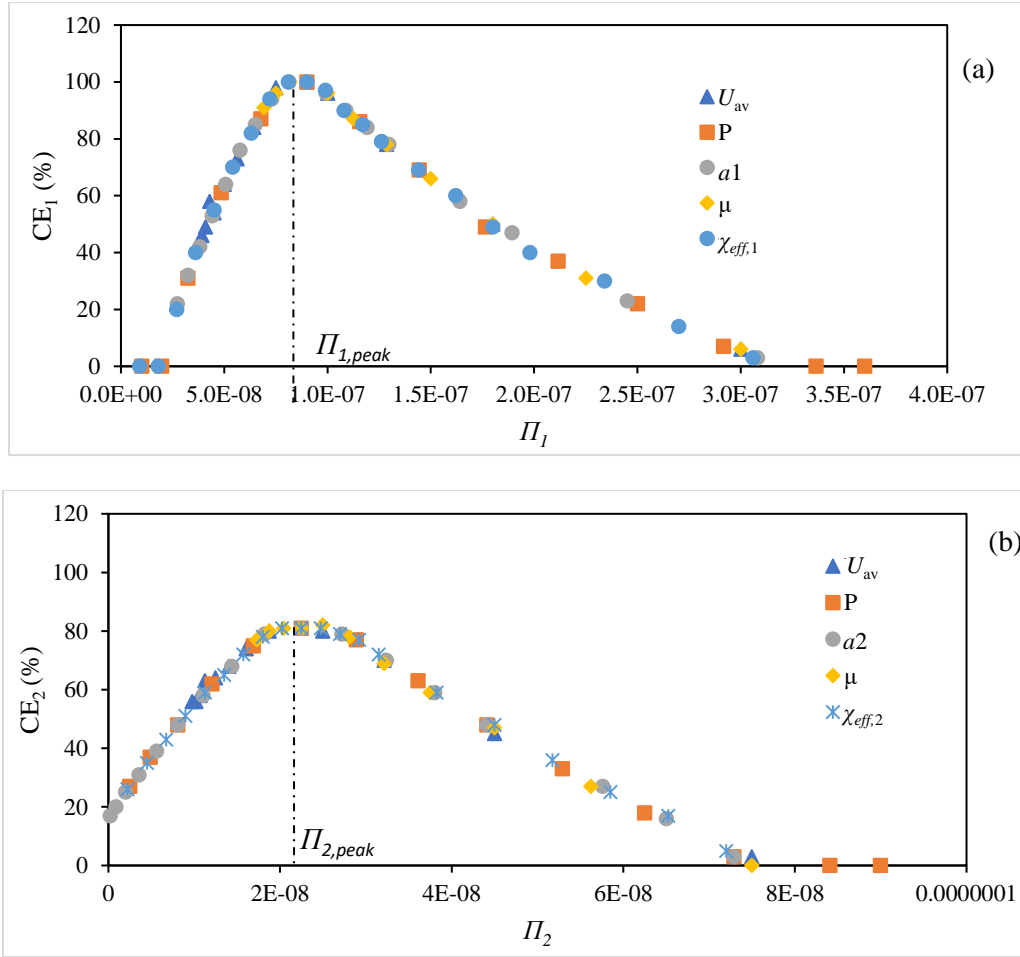 (a)
120
100
80
60
40
20
0
CE1 (%)
Uav
P
a1
μ
χeff,1
Π1,peak
0.0E+00 5.0E-08 1.0E-07 1.5E-07 2.0E-07 2.5E-07 3.0E-07 3.5E-07 4.0E-07
Π1
(b)
120
100
80
60
40
20
0
CE2 (%)
Uav
P
a2
μ
χeff,2
Π2,peak
0 2E-08 4E-08 6E-08 8E-08 0.0000001
Π2